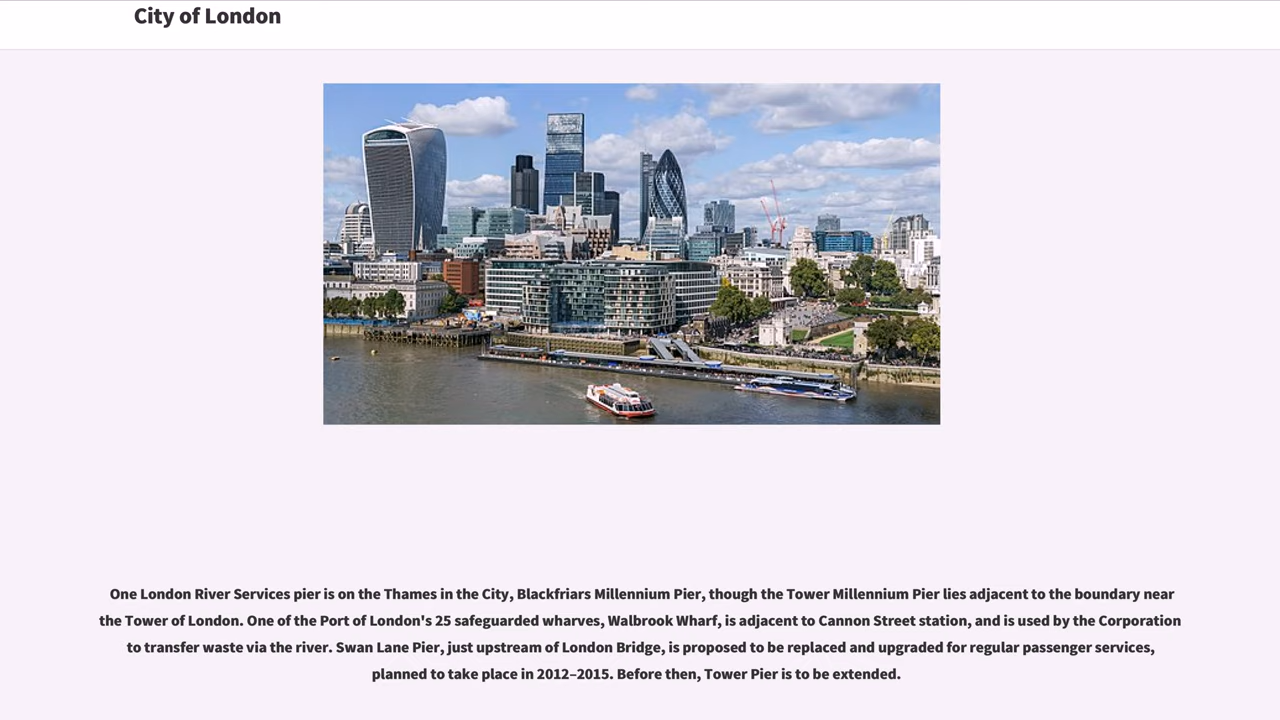 City of London
One London River Services pier is on the Thames in the City, Blackfriars Millennium Pier, though the Tower Millennium Pier lies adjacent to the boundary near
the Tower of London. One of the Port of London's 25 safeguarded wharves, Walbrook Wharf, is adjacent to Cannon Street station, and is used by the Corporation
to transfer waste via the river. Swan Lane Pier, just upstream of London Bridge, is proposed to be replaced and upgraded for regular passenger services,
planned to take place in 2012–2015. Before then, Tower Pier is to be extended.